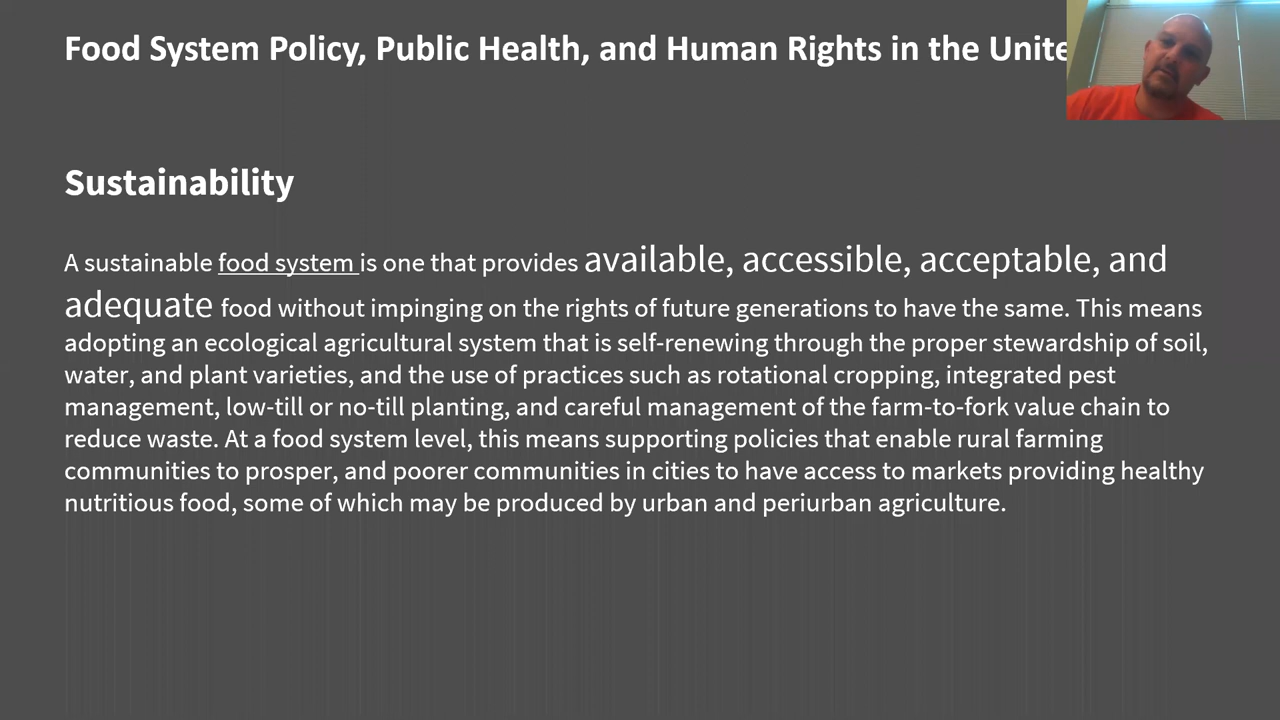 Food System Policy, Public Health, and Human Rights in the Unite
Sustainability
A sustainable food system is one that provides available, accessible, acceptable, and
adequate food without impinging on the rights of future generations to have the same. This means
adopting an ecological agricultural system that is self-renewing through the proper stewardship of soil,
water, and plant varieties, and the use of practices such as rotational cropping, integrated pest
management, low-till or no-till planting, and careful management of the farm-to-fork value chain to
reduce waste. At a food system level, this means supporting policies that enable rural farming
communities to prosper, and poorer communities in cities to have access to markets providing healthy
nutritious food, some of which may be produced by urban and periurban agriculture.